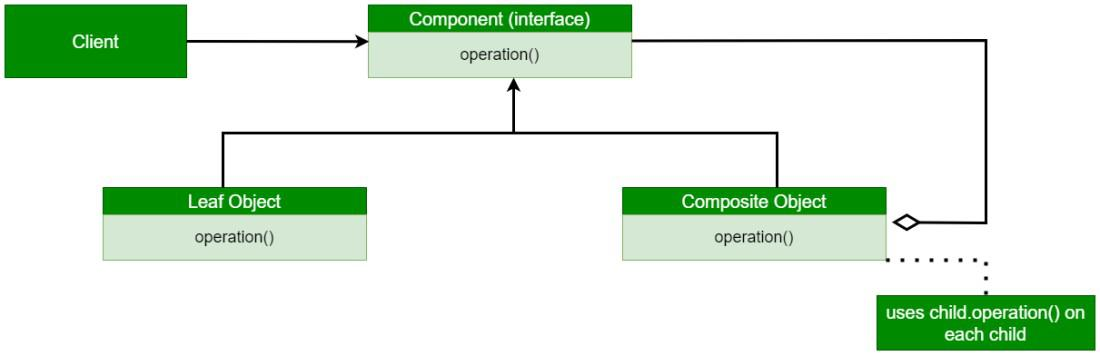 Client
Component (interface)
operation()
Leaf Object
operation()
Composite Object
operation()
uses child.operation() on
each child